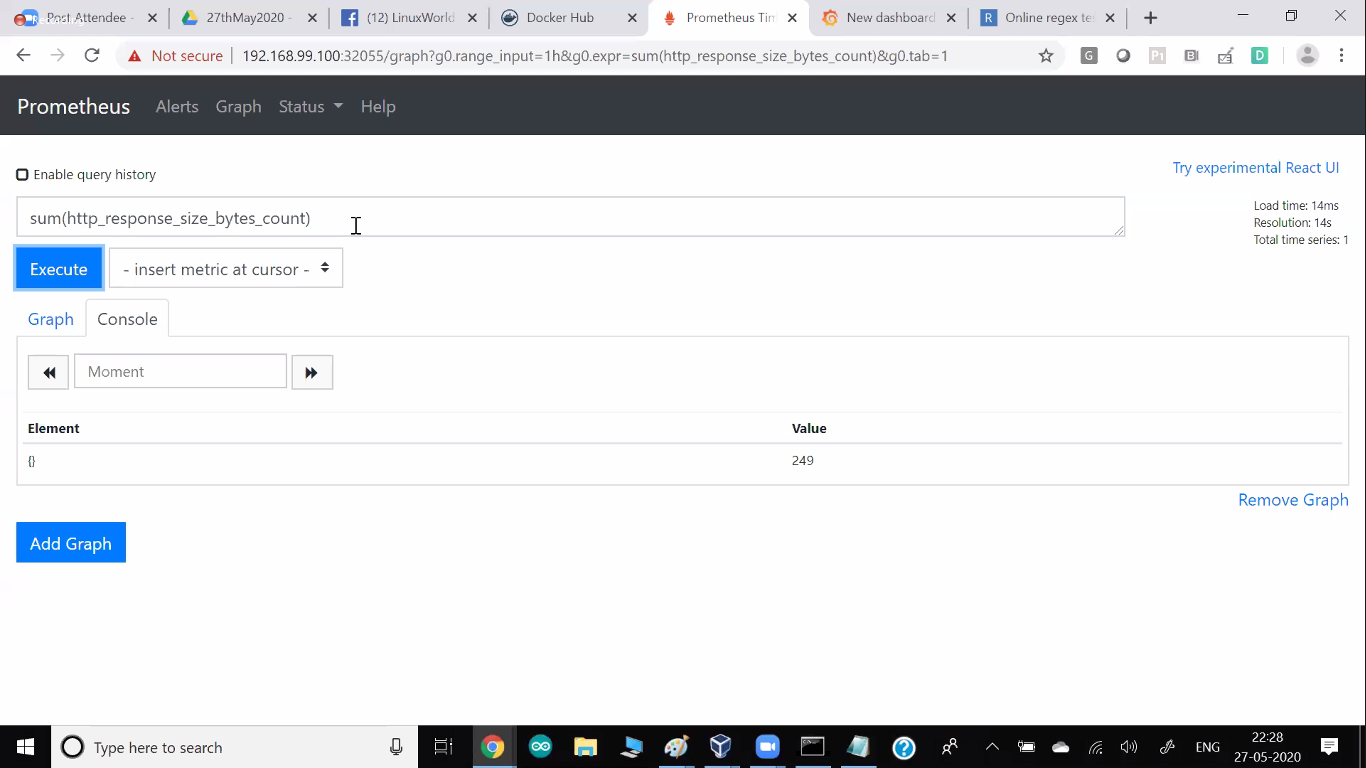 Post Attendee -
27thMay2020 -
(12) LinuxWorld
Docker Hub
Prometheus Tim
New dashboard
Online regex tes
Not secure
192.168.99.100:32055/graph?g0.range_input=1h&g0.expr=sum(http_response_size_bytes_count)&g0.tab=1
Prometheus
Alerts
Graph
Status
Help
Enable query history
Try experimental React UI
sum(http_response_size_bytes_count)
Load time: 14ms
Resolution: 14s
Total time series: 1
Execute
- insert metric at cursor -
Graph
Console
Moment
Element
Value
{}
249
Remove Graph
Add Graph
Type here to search
ENG
22:28
27-05-2020